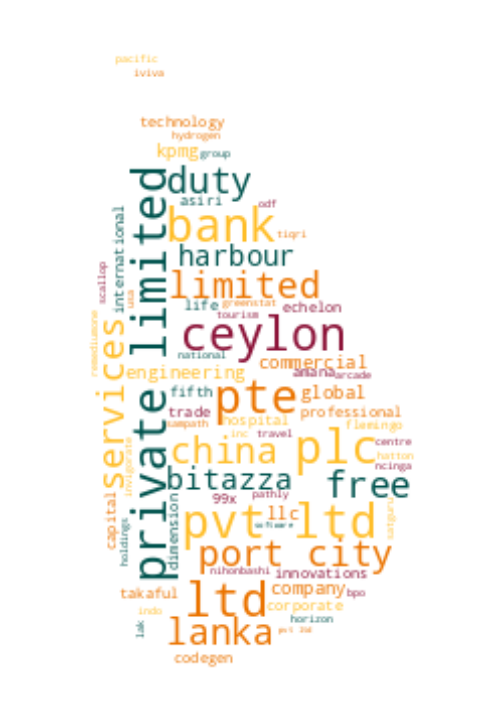 pacific
iviva
technology
hydrogen
kpmg group
duty
asiri odf
bank
tiqri
harbour
international
private limited
scallop
usa
limited
life greenstat echelon
tourism
ceylon
services
remediumone
national
commercial
engineering
amana arcade
fifth pte global
trade professional
sampath hospital flamingo
inc travel
china plc centre
hatton
ncinga
invigorate
bitazza free
99x pathly
capital
holdings
dimension
pvt ltd
llc
software
satguru
port city
nihonbashi innovations
takaful ltd company bpo
indo corporate
lak lanka horizon
pvt ltd
codegen